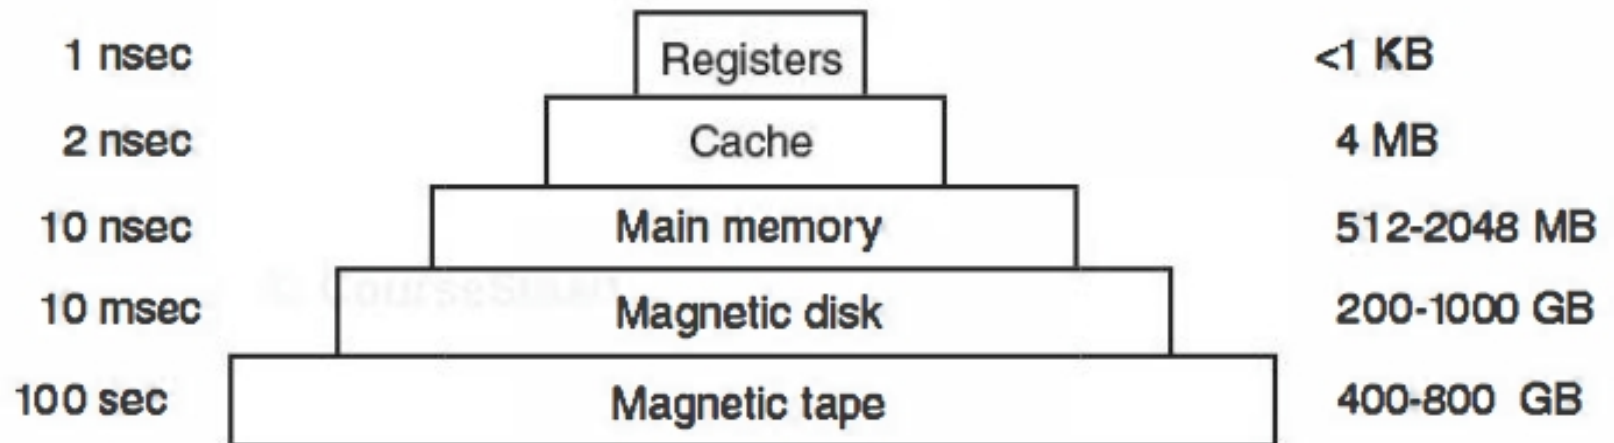 1 nsec Registers <1 KB
2 nsec Cache 4 MB
10 nsec Main memory 512-2048 MB
10 msec Magnetic disk 200-1000 GB
100 sec Magnetic tape 400-800 GB